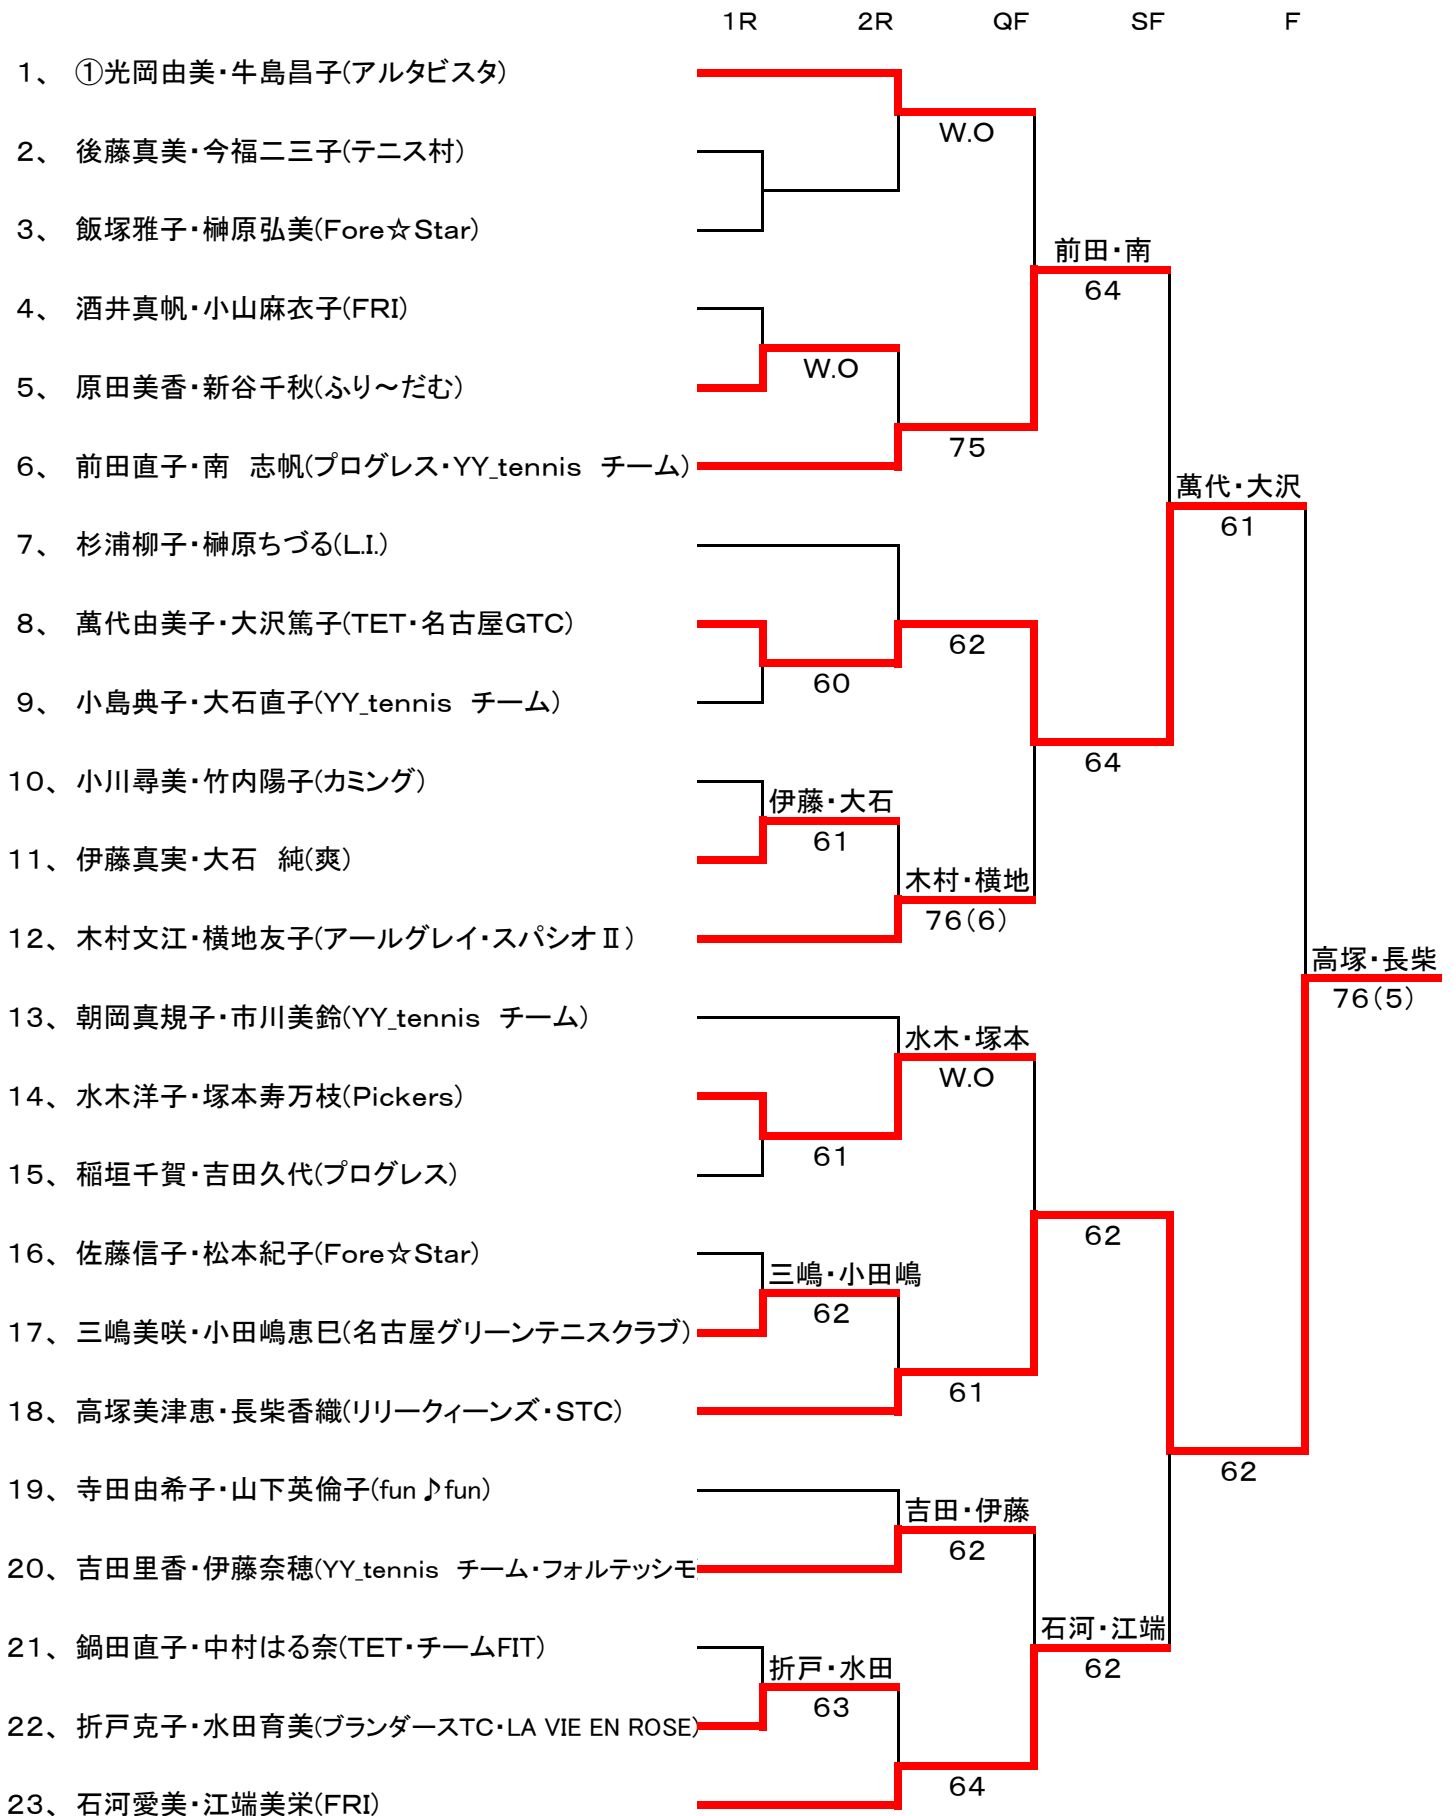 1R 2R QF SF F
1、 ①光岡由美・牛島昌子(アルタビスタ)
W.O
2、 後藤真美・今福二三子(テニス村)
3、 飯塚雅子・榊原弘美(Fore☆Star)
前田・南
64
4、 酒井真帆・小山麻衣子(FRI)
W.O
5、 原田美香・新谷千秋(ふり～だむ)
75
6、 前田直子・南　志帆(プログレス・YY_tennis　チーム)
萬代・大沢
61
7、 杉浦柳子・榊原ちづる(L.I.)
8、 萬代由美子・大沢篤子(TET・名古屋GTC)
62
60
9、 小島典子・大石直子(YY_tennis　チーム)
64
10、 小川尋美・竹内陽子(カミング)
伊藤・大石
61
11、 伊藤真実・大石　純(爽)
木村・横地
76(6)
12、 木村文江・横地友子(アールグレイ・スパシオⅡ)
高塚・長柴
76(5)
13、 朝岡真規子・市川美鈴(YY_tennis　チーム)
水木・塚本
W.O
14、 水木洋子・塚本寿万枝(Pickers)
61
15、 稲垣千賀・吉田久代(プログレス)
62
16、 佐藤信子・松本紀子(Fore☆Star)
三嶋・小田嶋
62
17、 三嶋美咲・小田嶋恵巳(名古屋グリーンテニスクラブ)
61
18、 高塚美津恵・長柴香織(リリークィーンズ・STC)
62
19、 寺田由希子・山下英倫子(fun♪fun)
吉田・伊藤
62
20、 吉田里香・伊藤奈穂(YY_tennis　チーム・フォルテッシモ
石河・江端
62
21、 鍋田直子・中村はる奈(TET・チームFIT)
折戸・水田
63
22、 折戸克子・水田育美(ブランダースTC・LA VIE EN ROSE)
64
23、 石河愛美・江端美栄(FRI)